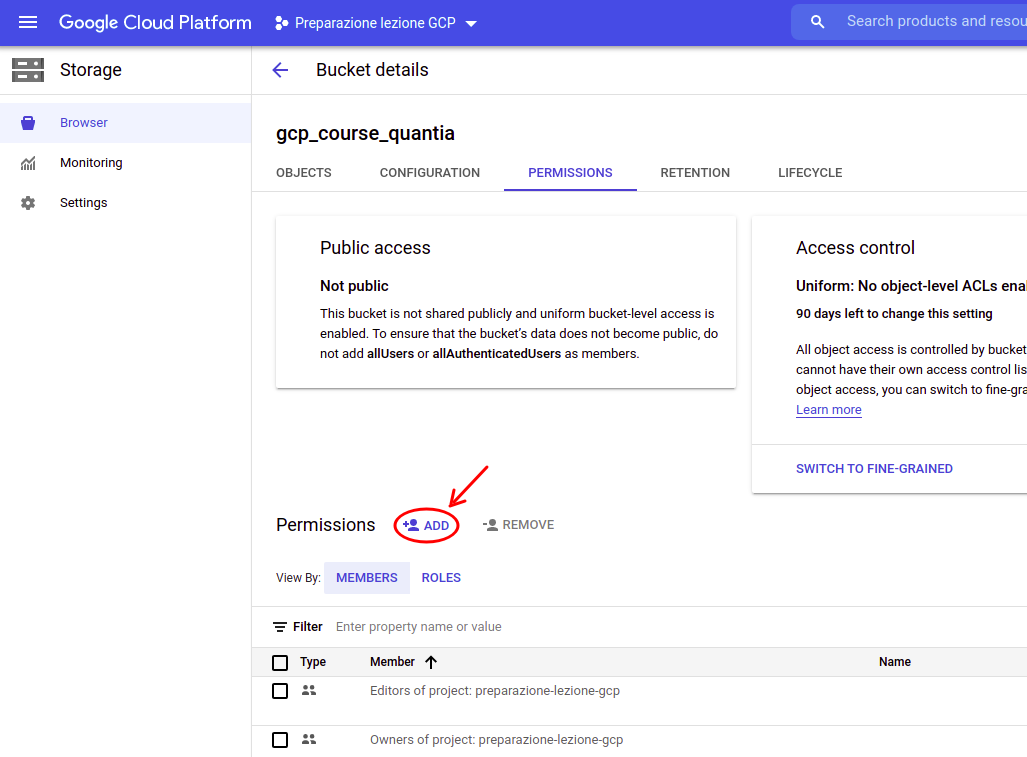 Google Cloud Platform
Preparazione lezione GCP
Search products and resou
Storage
Bucket details
Browser
Monitoring
Settings
gcp_course_quantia
OBJECTS CONFIGURATION PERMISSIONS RETENTION LIFECYCLE
Public access
Not public
This bucket is not shared publicly and uniform bucket-level access is
enabled. To ensure that the bucket's data does not become public, do
not add allUsers or allAuthenticatedUsers as members.
Access control
Uniform: No object-level ACLs ena
90 days left to change this setting
All object access is controlled by bucket
cannot have their own access control lis
object access, you can switch to fine-gra
Learn more
SWITCH TO FINE-GRAINED
Permissions ADD REMOVE
View By: MEMBERS ROLES
Filter Enter property name or value
Type Member Name
Editors of project: preparazione-lezione-gcp
Owners of project: preparazione-lezione-gcp